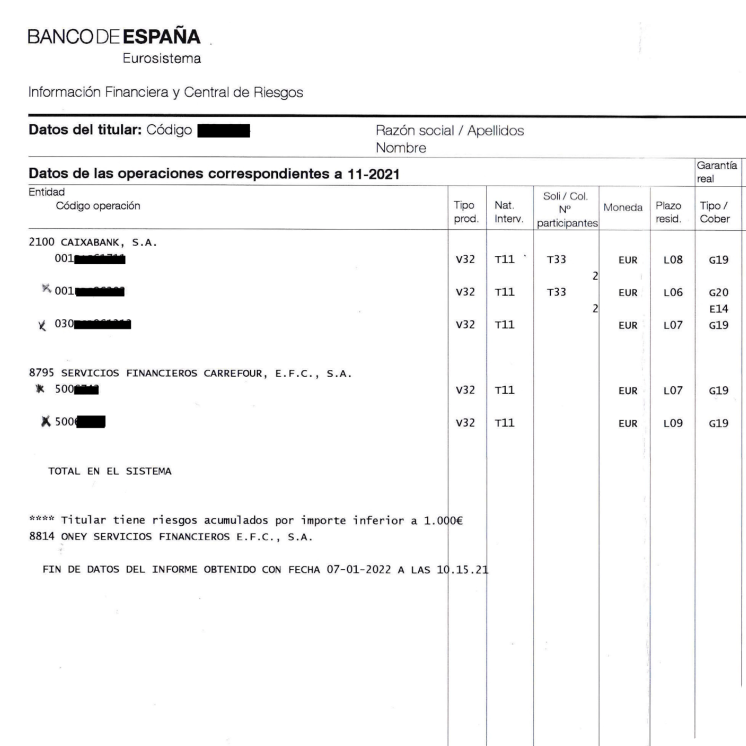 BANCO DE ESPAÑA
Eurosistema
Información Financiera y Central de Riesgos
Datos del titular: Código
Razón social / Apellidos
Nombre
Datos de las operaciones correspondientes a 11-2021
Garantía real
Entidad
Código operación
Tipo prod.
Nat. Interv.
Soli / Col. Nº participantes
Moneda
Plazo resid.
Tipo / Cober
2100 CAIXABANK, S.A.
001 V32 T11 T33 EUR L08 G19
2
001 V32 T11 T33 EUR L06 G20
2 E14
030 V32 T11 EUR L07 G19
8795 SERVICIOS FINANCIEROS CARREFOUR, E.F.C., S.A.
500 V32 T11 EUR L07 G19
500 V32 T11 EUR L09 G19
TOTAL EN EL SISTEMA
**** Titular tiene riesgos acumulados por importe inferior a 1.000€
8814 ONEY SERVICIOS FINANCIEROS E.F.C., S.A.
FIN DE DATOS DEL INFORME OBTENIDO CON FECHA 07-01-2022 A LAS 10.15.21